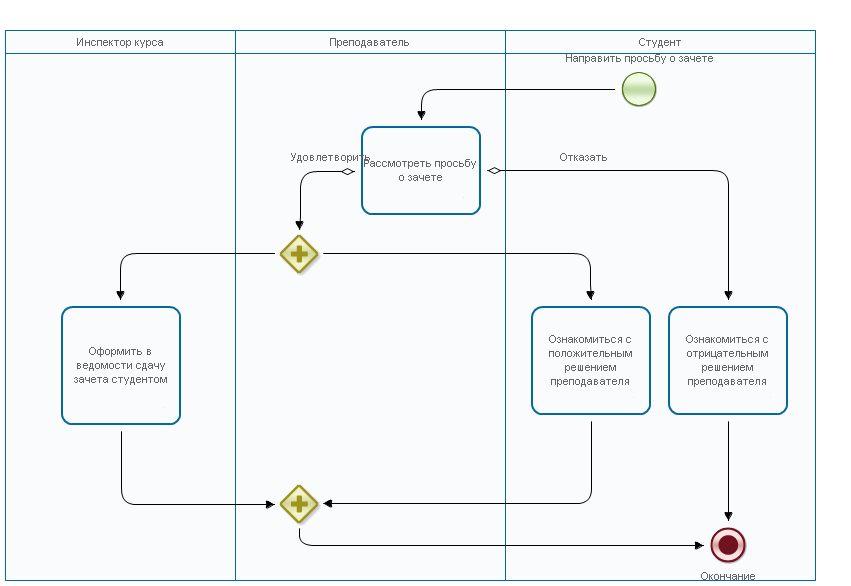 Инспектор курса
Преподаватель
Студент
Направить просьбу о зачете
Удовлетворить
Рассмотреть просьбу
о зачете
Отказать
Оформить в
ведомости сдачу
зачета студентом
Ознакомиться с
положительным
решением
преподавателя
Ознакомиться с
отрицательным
решением
преподавателя
Окончание